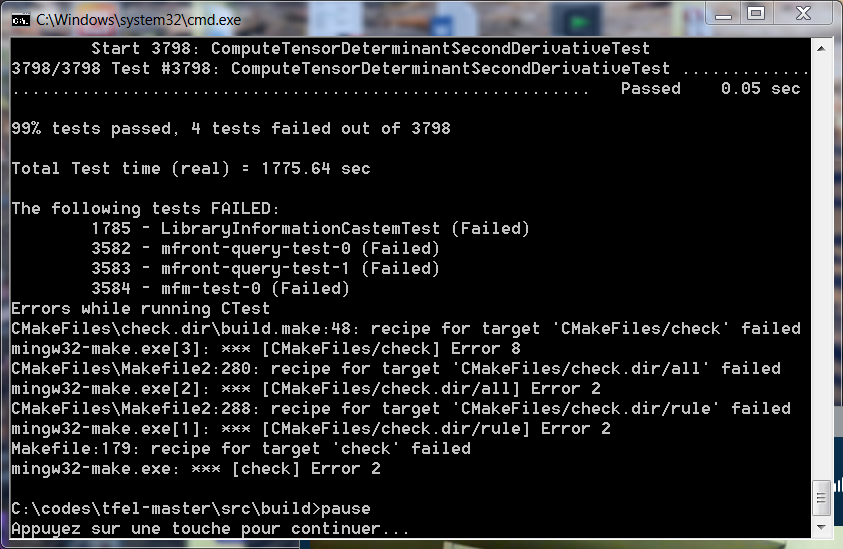 C:\Windows\system32\cmd.exe
Start 3798: ComputeTensorDeterminantSecondDerivativeTest
3798/3798 Test #3798: ComputeTensorDeterminantSecondDerivativeTest .............
..........................................................   Passed    0.05 sec
99% tests passed, 4 tests failed out of 3798
Total Test time (real) = 1775.64 sec
The following tests FAILED:
1785 - LibraryInformationCastemTest (Failed)
3582 - mfront-query-test-0 (Failed)
3583 - mfront-query-test-1 (Failed)
3584 - mfm-test-0 (Failed)
Errors while running CTest
CMakeFiles\check.dir\build.make:48: recipe for target 'CMakeFiles/check' failed
mingw32-make.exe[3]: *** [CMakeFiles/check] Error 8
CMakeFiles\Makefile2:280: recipe for target 'CMakeFiles/check.dir/all' failed
mingw32-make.exe[2]: *** [CMakeFiles/check.dir/all] Error 2
CMakeFiles\Makefile2:288: recipe for target 'CMakeFiles/check.dir/rule' failed
mingw32-make.exe[1]: *** [CMakeFiles/check.dir/rule] Error 2
Makefile:179: recipe for target 'check' failed
mingw32-make.exe: *** [check] Error 2
C:\codes\tfel-master\src\build>pause
Appuyez sur une touche pour continuer...